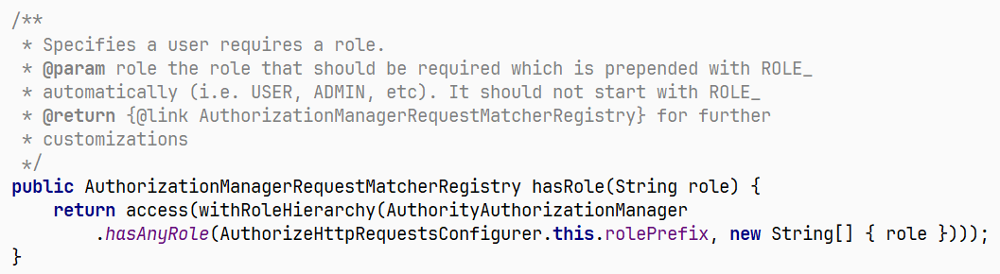 /**
 * Specifies a user requires a role.
 * @param role the role that should be required which is prepended with ROLE_
 * automatically (i.e. USER, ADMIN, etc). It should not start with ROLE_
 * @return {@link AuthorizationManagerRequestMatcherRegistry} for further
 * customizations
 */
public AuthorizationManagerRequestMatcherRegistry hasRole(String role) {
    return access(withRoleHierarchy(AuthorityAuthorizationManager
        .hasAnyRole(AuthorizeHttpRequestsConfigurer.this.rolePrefix, new String[] { role })));
}